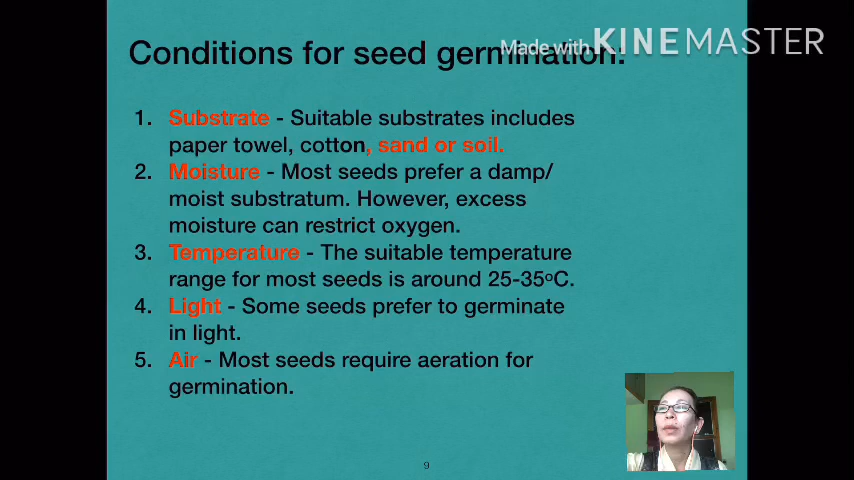 Conditions for seed germination:
Made with KINEMASTER
1. Substrate - Suitable substrates includes
paper towel, cotton, sand or soil.
2. Moisture - Most seeds prefer a damp/
moist substratum. However, excess
moisture can restrict oxygen.
3. Temperature - The suitable temperature
range for most seeds is around 25-35ºC.
4. Light - Some seeds prefer to germinate
in light.
5. Air - Most seeds require aeration for
germination.
9